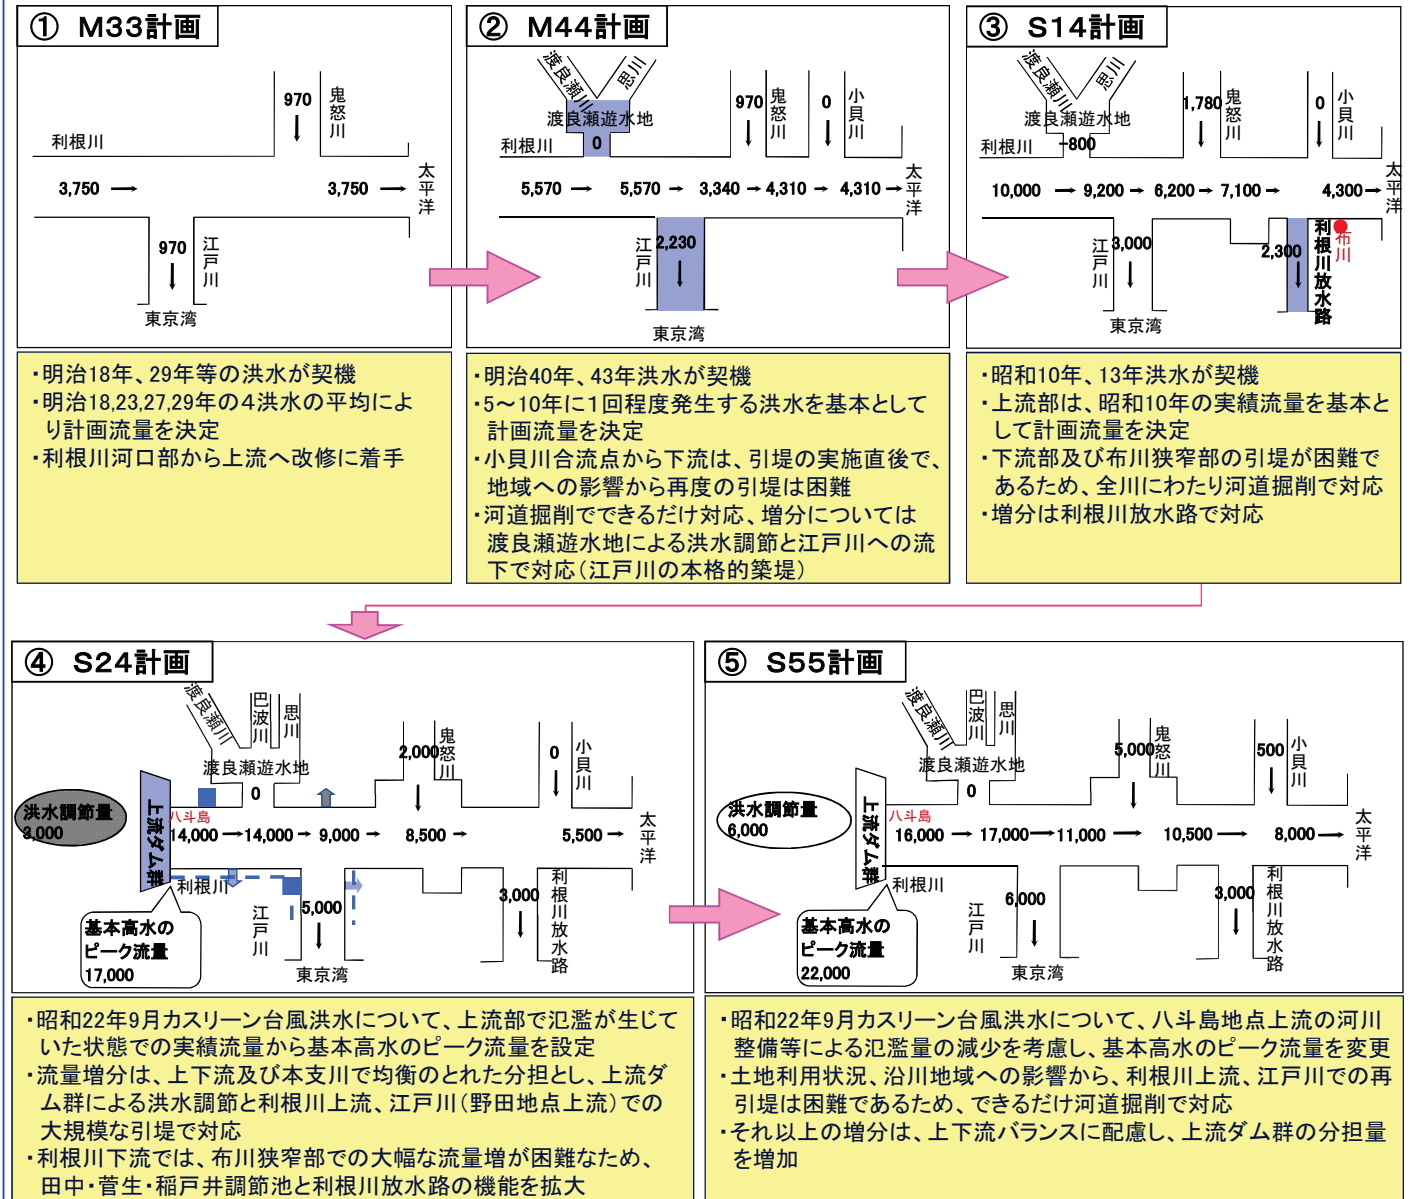 ① M33計画
970
鬼怒川
利根川
3,750
3,750
太平洋
970
江戸川
東京湾
・明治18年、29年等の洪水が契機
・明治18,23,27,29年の4洪水の平均によ
り計画流量を決定
・利根川河口部から上流へ改修に着手
② M44計画
渡良瀬川
思川
渡良瀬遊水地
0
970
鬼怒川
0
小貝川
5,570
5,570
3,340
4,310
4,310
太平洋
2,230
江戸川
東京湾
・明治40年、43年洪水が契機
・5~10年に1回程度発生する洪水を基本として
計画流量を決定
・小貝川合流点から下流は、引堤の実施直後で、
地域への影響から再度の引堤は困難
・河道掘削でできるだけ対応、増分については
渡良瀬遊水地による洪水調節と江戸川への流
下で対応(江戸川の本格的築堤)
③ S14計画
渡良瀬川
思川
渡良瀬遊水地
利根川
-800
1,780
鬼怒川
0
小貝川
10,000
9,200
6,200
7,100
4,300
太平洋
江戸川
3,000
東京湾
2,300
利根川放水路
布川
・昭和10年、13年洪水が契機
・上流部は、昭和10年の実績流量を基本と
して計画流量を決定
・下流部及び布川狭窄部の引堤が困難で
あるため、全川にわたり河道掘削で対応
・増分は利根川放水路で対応
④ S24計画
渡良瀬川
巴波川
思川
渡良瀬遊水地
0
2,000
鬼怒川
0
小貝川
洪水調節量
3,000
上流ダム群
八斗島
14,000
14,000
9,000
8,500
5,500
太平洋
利根川
江戸川
5,000
東京湾
3,000
利根川放水路
基本高水の
ピーク流量
17,000
・昭和22年9月カスリーン台風洪水について、上流部で氾濫が生じて
いた状態での実績流量から基本高水のピーク流量を設定
・流量増分は、上下流及び本支川で均衡のとれた分担とし、上流ダ
ム群による洪水調節と利根川上流、江戸川(野田地点上流)での
大規模な引堤で対応
・利根川下流では、布川狭窄部での大幅な流量増が困難なため、
田中・菅生・稲戸井調節池と利根川放水路の機能を拡大
⑤ S55計画
渡良瀬川
巴波川
思川
渡良瀬遊水地
0
5,000
鬼怒川
500
小貝川
洪水調節量
6,000
上流ダム群
八斗島
16,000
17,000
11,000
10,500
8,000
太平洋
利根川
江戸川
6,000
東京湾
3,000
利根川放水路
基本高水の
ピーク流量
22,000
・昭和22年9月カスリーン台風洪水について、八斗島地点上流の河川
整備等による氾濫量の減少を考慮し、基本高水のピーク流量を変更
・土地利用状況、沿川地域への影響から、利根川上流、江戸川での再
引堤は困難であるため、できるだけ河道掘削で対応
・それ以上の増分は、上下流バランスに配慮し、上流ダム群の分担量
を増加